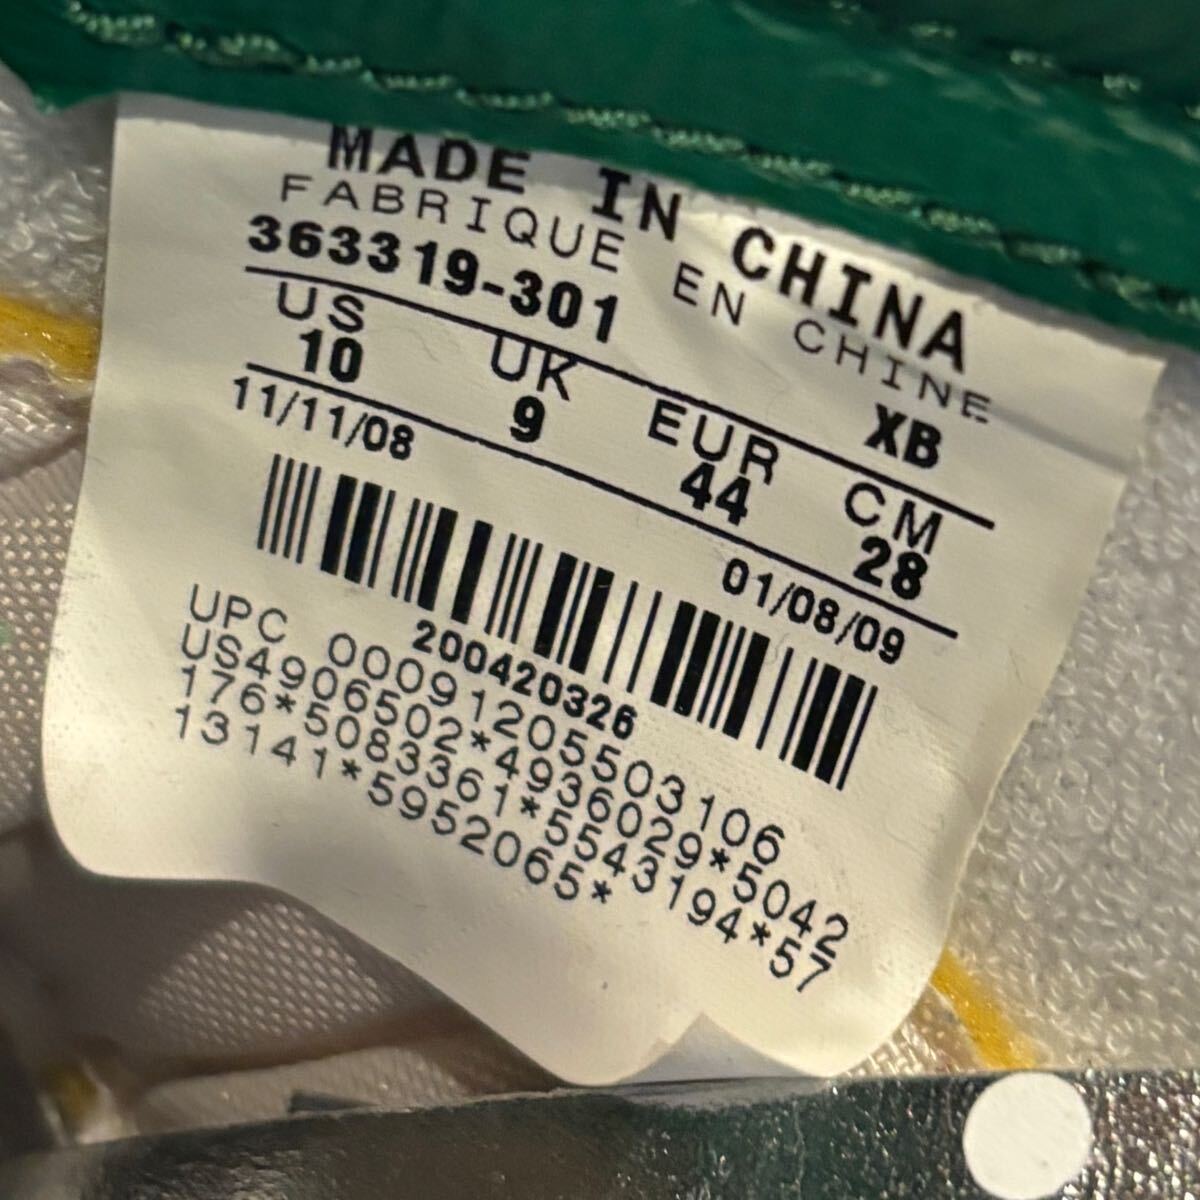 MADE IN CHINA
FABRIQUE EN CHINE
363319-301 XB
US UK EUR CM
10 9 44 28
11/11/08 01/08/09
200420326
UPC 00091205503106
US4906502*4936029*5042
176*5083361*5543194*57
13141*5952065*